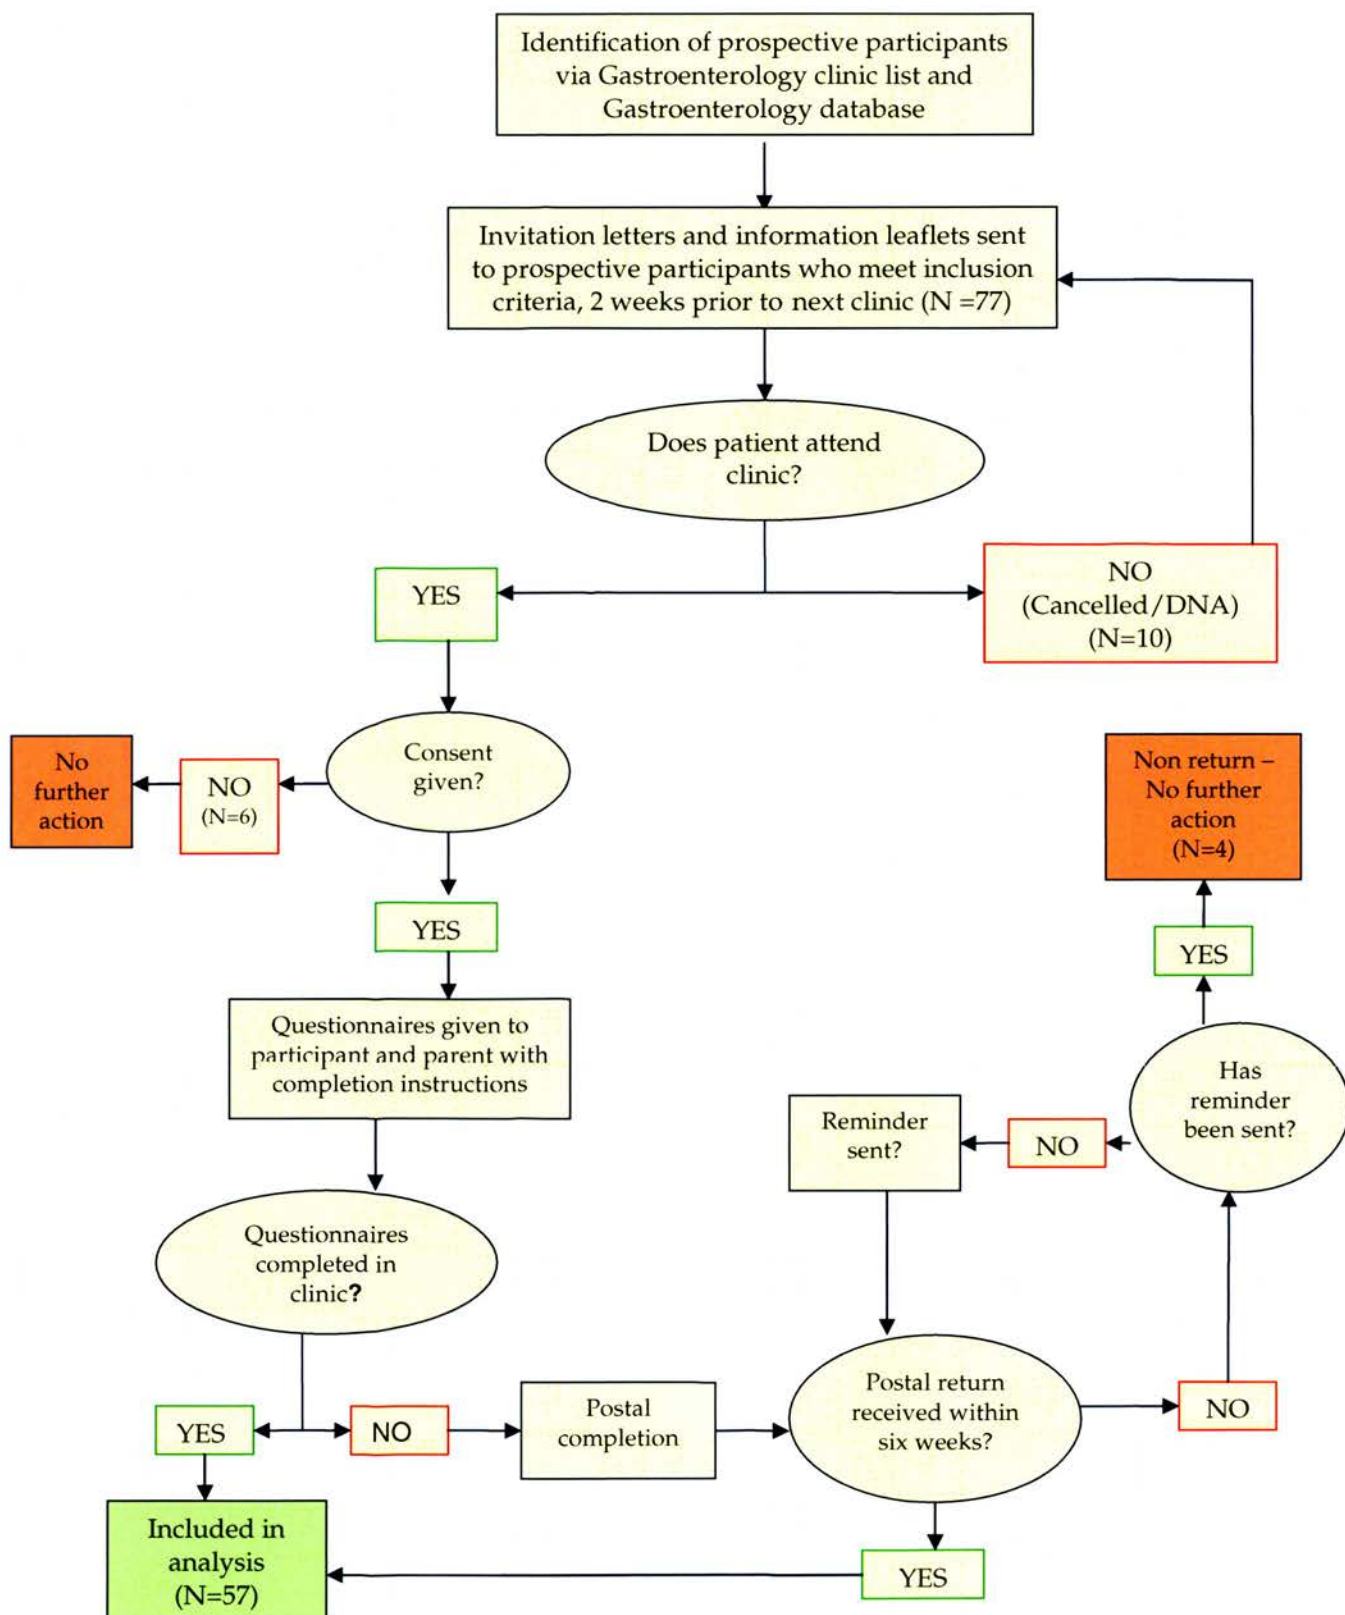 Identification of prospective participants
via Gastroenterology clinic list and
Gastroenterology database
Invitation letters and information leaflets sent
to prospective participants who meet inclusion
criteria, 2 weeks prior to next clinic (N =77)
Does patient attend
clinic?
YES
NO
(Cancelled/DNA)
(N=10)
Consent
given?
NO
(N=6)
No
further
action
YES
Questionnaires given to
participant and parent with
completion instructions
Questionnaires
completed in
clinic?
YES
NO
Postal
completion
Postal return
received within
six weeks?
NO
Has
reminder
been sent?
NO
Reminder
sent?
YES
Non return –
No further
action
(N=4)
YES
Included in
analysis
(N=57)